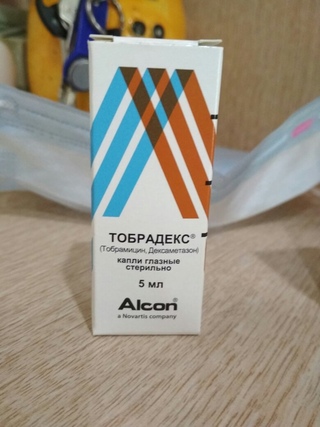 ТОБРАДЕКС®
(Тобрамицин, Дексаметазон)
капли глазные
стерильно
5 мл
Alcon®
a Novartis company